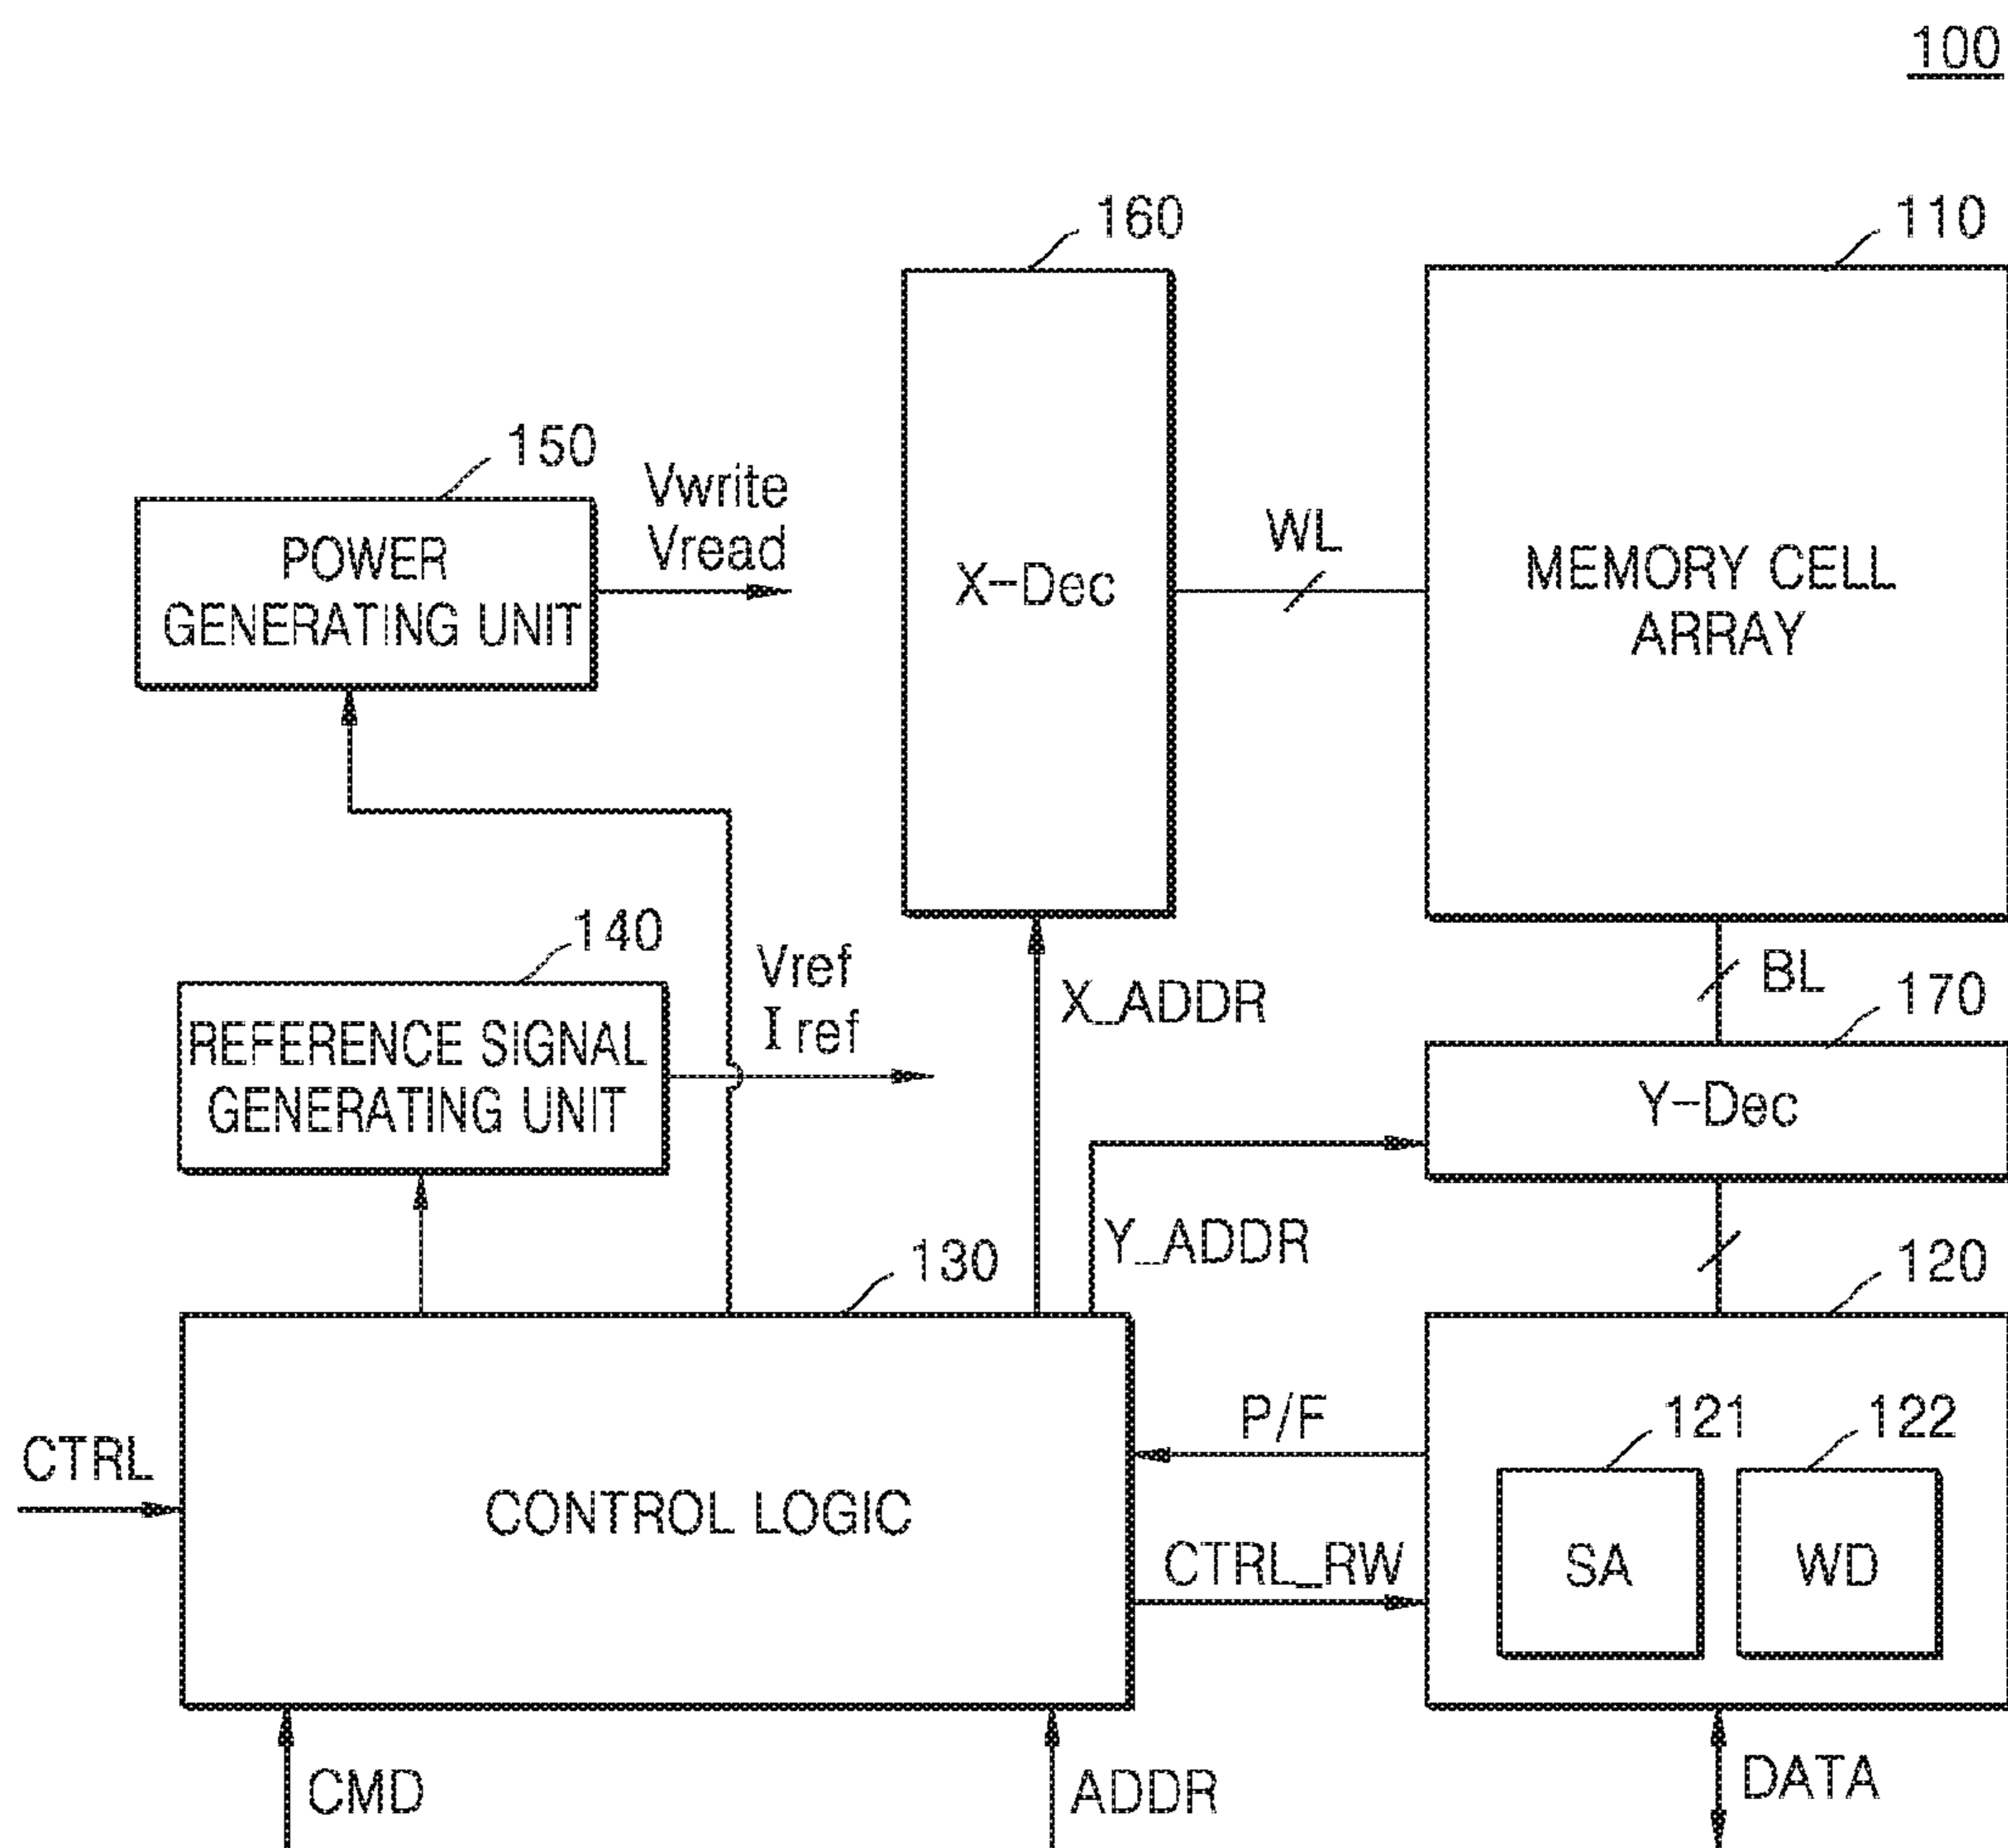 100
160
110
150
Vwrite
Vread
POWER
GENERATING UNIT
X-Dec
WL
MEMORY CELL
ARRAY
140
Vref
Iref
REFERENCE SIGNAL
GENERATING UNIT
X_ADDR
BL
170
Y-Dec
Y_ADDR
130
120
P/F
121
122
CTRL
CONTROL LOGIC
CTRL_RW
SA
WD
CMD
ADDR
DATA